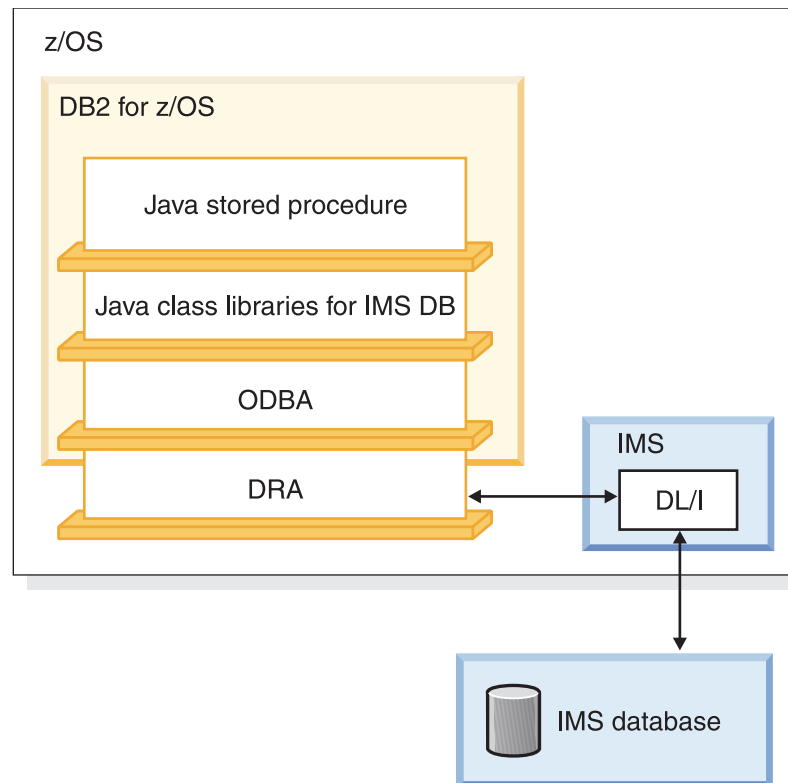 z/OS
DB2 for z/OS
Java stored procedure
Java class libraries for IMS DB
ODBA
DRA
IMS
DL/I
IMS database